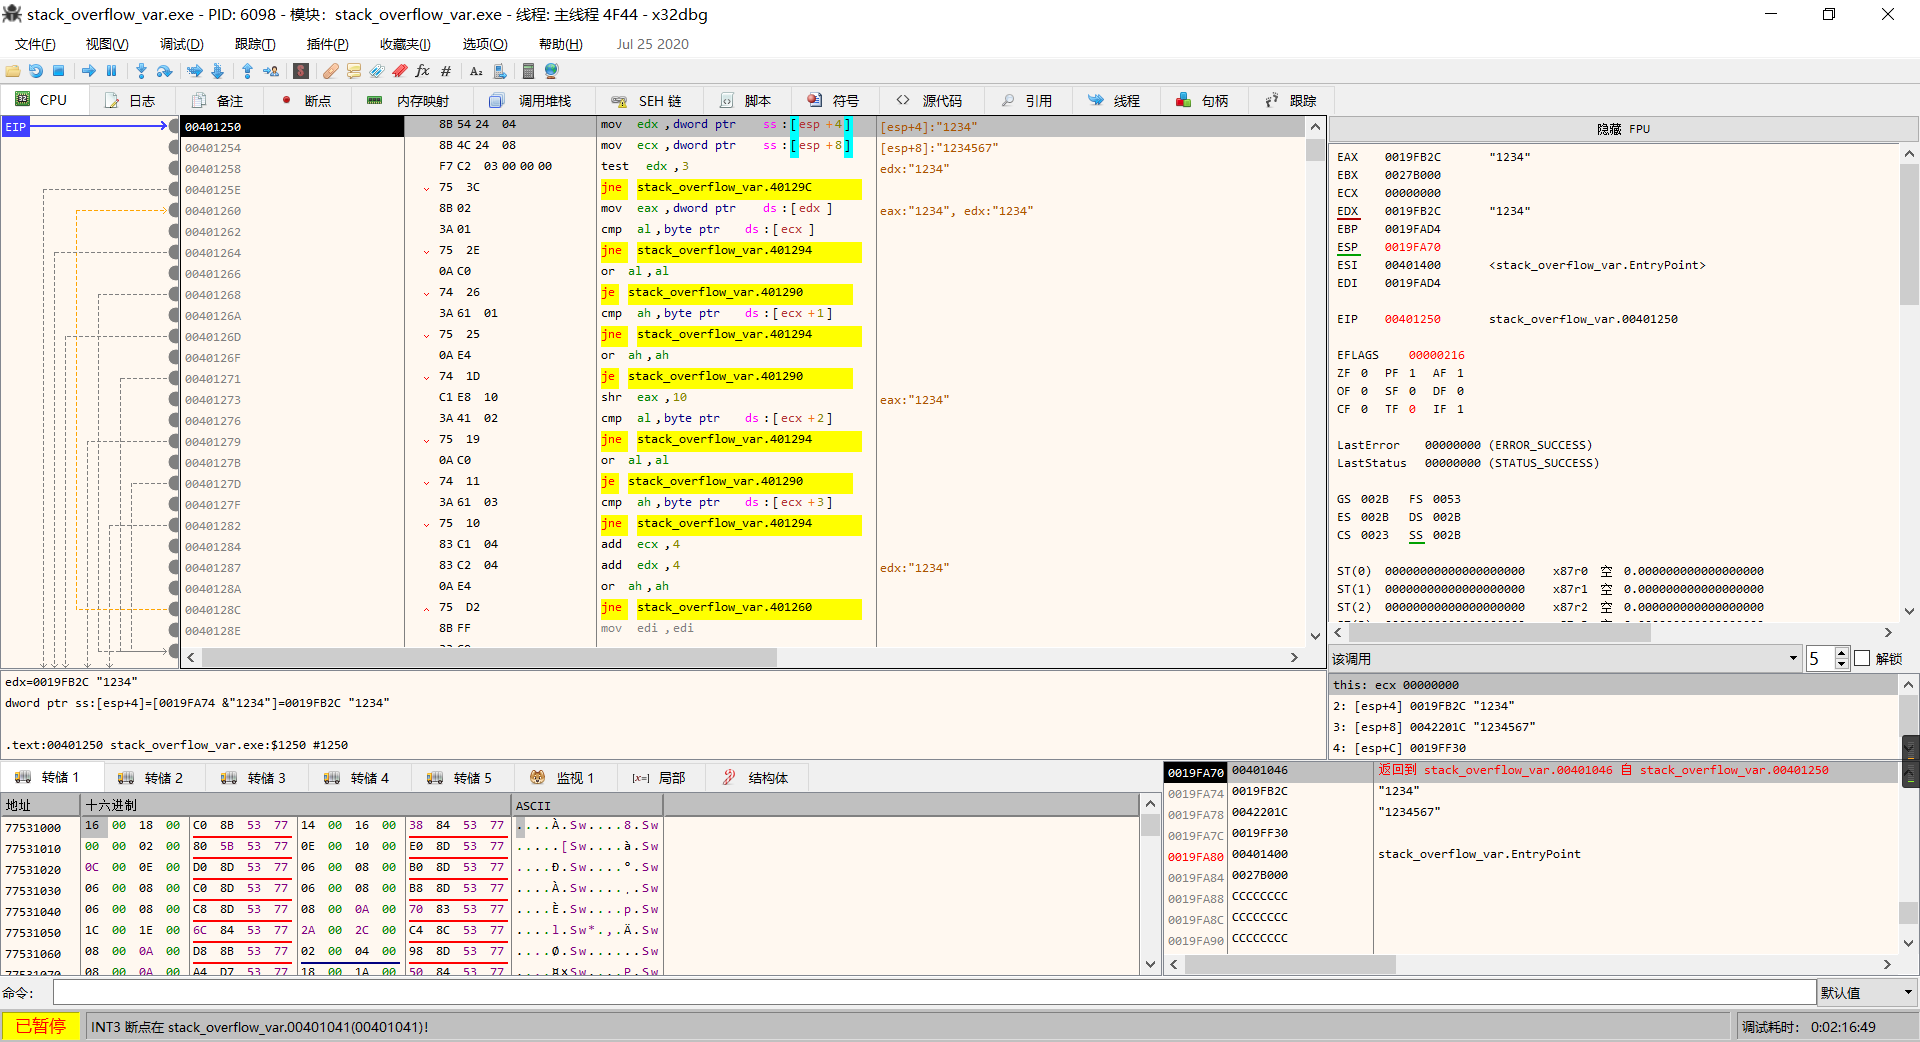 stack_overflow_var.exe - PID: 6098 - 模块: stack_overflow_var.exe - 线程: 主线程 4F44 - x32dbg
文件(F) 视图(V) 调试(D) 跟踪(T) 插件(P) 收藏夹(I) 选项(O) 帮助(H) Jul 25 2020
CPU 日志 备注 断点 内存映射 调用堆栈 SEH 链 脚本 符号 源代码 引用 线程 句柄 跟踪
EIP
00401250 8B 54 24 04 mov edx,dword ptr ss:[esp+4] [esp+4]:"1234"
00401254 8B 4C 24 08 mov ecx,dword ptr ss:[esp+8] [esp+8]:"1234567"
00401258 F7 C2 03 00 00 00 test edx,3 edx:"1234"
0040125E 75 3C jne stack_overflow_var.40129C
00401260 8B 02 mov eax,dword ptr ds:[edx] eax:"1234", edx:"1234"
00401262 3A 01 cmp al,byte ptr ds:[ecx]
00401264 75 2E jne stack_overflow_var.401294
00401266 0A C0 or al,al
00401268 74 26 je stack_overflow_var.401290
0040126A 3A 61 01 cmp ah,byte ptr ds:[ecx+1]
0040126D 75 25 jne stack_overflow_var.401294
0040126F 0A E4 or ah,ah
00401271 74 1D je stack_overflow_var.401290
00401273 C1 E8 10 shr eax,10 eax:"1234"
00401276 3A 41 02 cmp al,byte ptr ds:[ecx+2]
00401279 75 19 jne stack_overflow_var.401294
0040127B 0A C0 or al,al
0040127D 74 11 je stack_overflow_var.401290
0040127F 3A 61 03 cmp ah,byte ptr ds:[ecx+3]
00401282 75 10 jne stack_overflow_var.401294
00401284 83 C1 04 add ecx,4
00401287 83 C2 04 add edx,4 edx:"1234"
0040128A 0A E4 or ah,ah
0040128C 75 D2 jne stack_overflow_var.401260
0040128E 8B FF mov edi,edi
隐藏 FPU
EAX 0019FB2C "1234"
EBX 0027B000
ECX 00000000
EDX 0019FB2C "1234"
EBP 0019FAD4
ESP 0019FA70
ESI 00401400 <stack_overflow_var.EntryPoint>
EDI 0019FAD4
EIP 00401250 stack_overflow_var.00401250
EFLAGS 00000216
ZF 0 PF 1 AF 1
OF 0 SF 0 DF 0
CF 0 TF 0 IF 1
LastError 00000000 (ERROR_SUCCESS)
LastStatus 00000000 (STATUS_SUCCESS)
GS 002B FS 0053
ES 002B DS 002B
CS 0023 SS 002B
ST(0) 00000000000000000000 x87r0 空 0.000000000000000000
ST(1) 00000000000000000000 x87r1 空 0.000000000000000000
ST(2) 00000000000000000000 x87r2 空 0.000000000000000000
该调用 5 解锁
this: ecx 00000000
2: [esp+4] 0019FB2C "1234"
3: [esp+8] 0042201C "1234567"
4: [esp+C] 0019FF30
edx=0019FB2C "1234"
dword ptr ss:[esp+4]=[0019FA74 &"1234"]=0019FB2C "1234"
.text:00401250 stack_overflow_var.exe:$1250 #1250
转储 1 转储 2 转储 3 转储 4 转储 5 监视 1 [x=] 局部 结构体
地址 十六进制 ASCII
77531000 16 00 18 00 C0 8B 53 77 14 00 16 00 38 84 53 77 ....À.Sw....8.Sw
77531010 00 00 02 00 80 5B 53 77 0E 00 10 00 E0 8D 53 77 .....[Sw....à.Sw
77531020 0C 00 0E 00 D0 8D 53 77 06 00 08 00 B0 8D 53 77 ....Ð.Sw....°.Sw
77531030 06 00 08 00 C0 8D 53 77 06 00 08 00 B8 8D 53 77 ....À.Sw....¸.Sw
77531040 06 00 08 00 C8 8D 53 77 08 00 0A 00 70 83 53 77 ....È.Sw....p.Sw
77531050 1C 00 1E 00 6C 84 53 77 2A 00 2C 00 C4 8C 53 77 ....l.Sw*.,.Ä.Sw
77531060 08 00 0A 00 D8 8B 53 77 02 00 04 00 98 8D 53 77 ....Ø.Sw......Sw
77531070 08 00 0A 00 A4 D7 53 77 18 00 1A 00 50 84 53 77 ....¤×Sw....P.Sw
0019FA70 00401046 返回到 stack_overflow_var.00401046 自 stack_overflow_var.00401250
0019FA74 0019FB2C "1234"
0019FA78 0042201C "1234567"
0019FA7C 0019FF30
0019FA80 00401400 stack_overflow_var.EntryPoint
0019FA84 0027B000
0019FA88 CCCCCCCC
0019FA8C CCCCCCCC
0019FA90 CCCCCCCC
命令: 默认值
已暂停 INT3 断点在 stack_overflow_var.00401041(00401041)! 调试耗时: 0:02:16:49